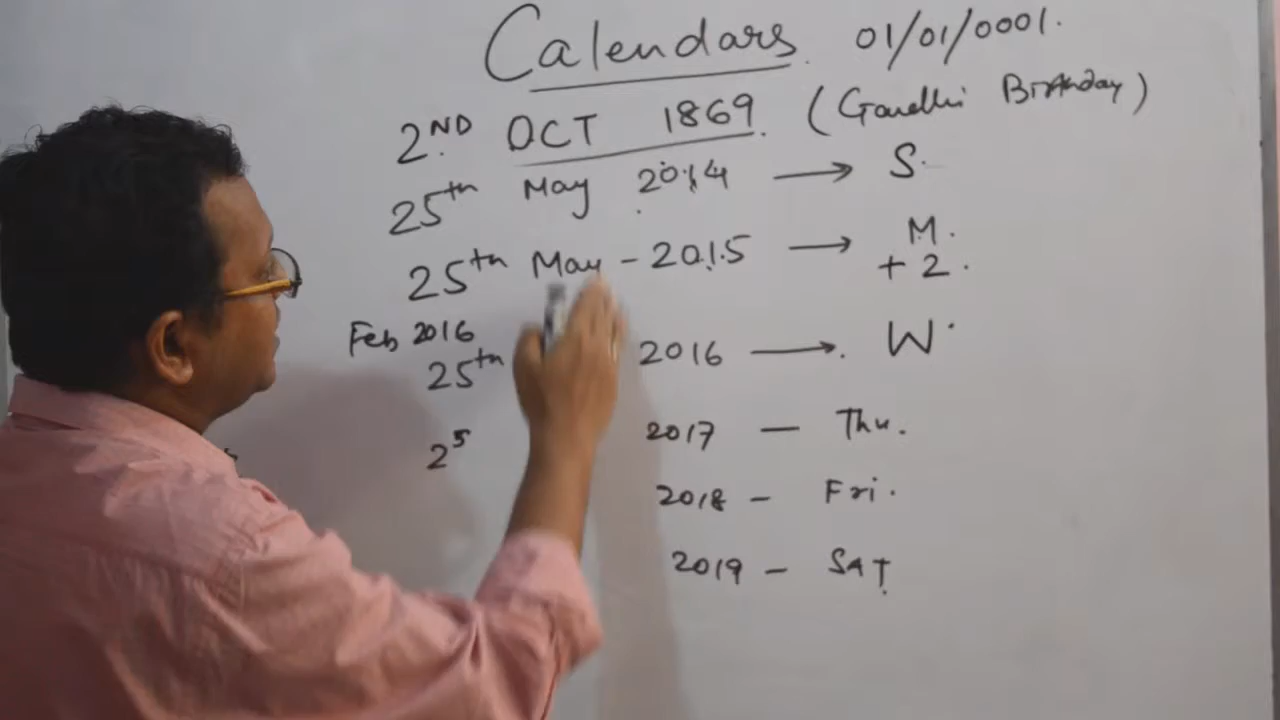 Calendars. 01/01/0001.
2ND OCT 1869. (Gandhi Birthday)
25th May 2014 → S.
25th May - 2015 → M.
+2.
Feb 2016
25th 2016 → W.
25 2017 - Thu.
2018 - Fri.
2019 - SAT